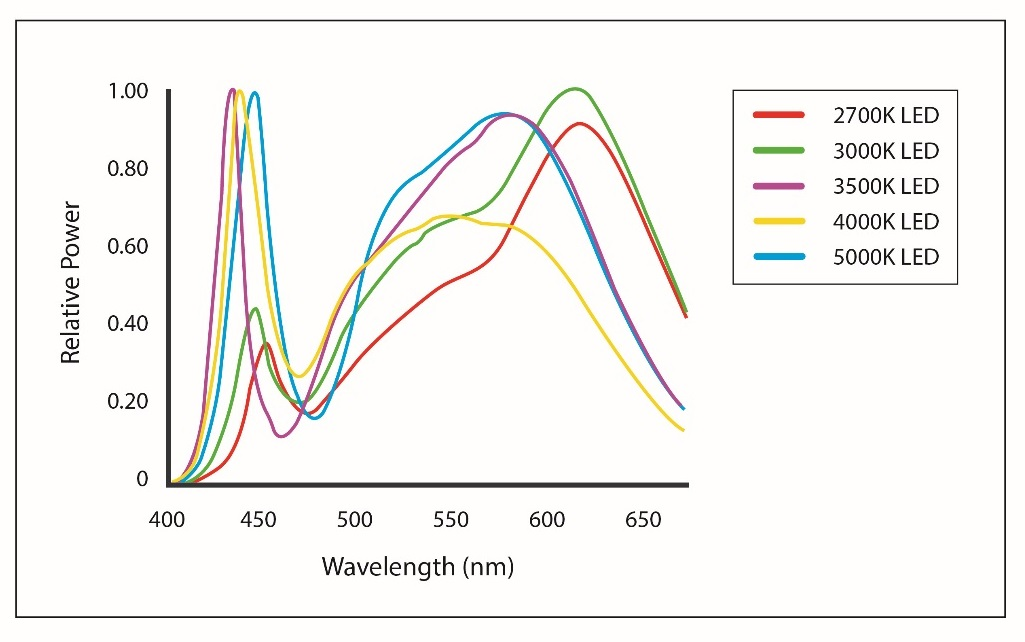 1.00
0.80
0.60
0.40
0.20
0
Relative Power
400 450 500 550 600 650
Wavelength (nm)
2700K LED
3000K LED
3500K LED
4000K LED
5000K LED